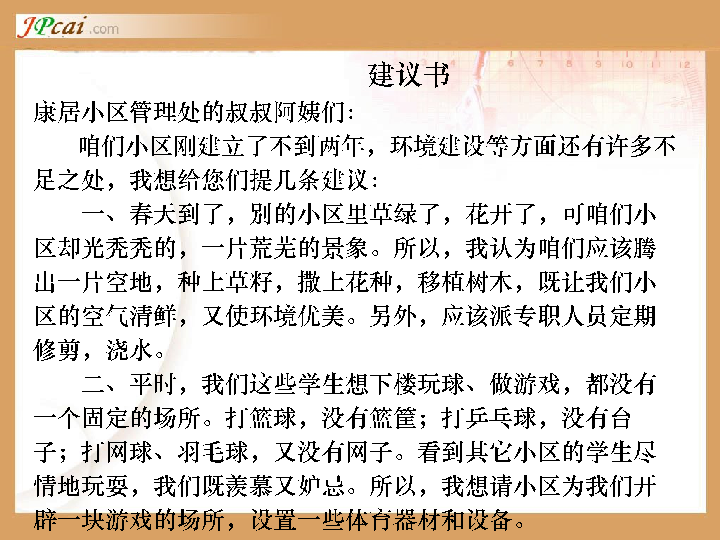 JPcai.com
建议书
康居小区管理处的叔叔阿姨们：
咱们小区刚建立了不到两年，环境建设等方面还有许多不
足之处，我想给您们提几条建议：
一、春天到了，别的小区里草绿了，花开了，可咱们小
区却光秃秃的，一片荒芜的景象。所以，我认为咱们应该腾
出一片空地，种上草籽，撒上花种，移植树木，既让我们小
区的空气清鲜，又使环境优美。另外，应该派专职人员定期
修剪，浇水。
二、平时，我们这些学生想下楼玩球、做游戏，都没有
一个固定的场所。打篮球，没有篮筐；打乒乓球，没有台
子；打网球、羽毛球，又没有网子。看到其它小区的学生尽
情地玩耍，我们既羡慕又妒忌。所以，我想请小区为我们开
辟一块游戏的场所，设置一些体育器材和设备。